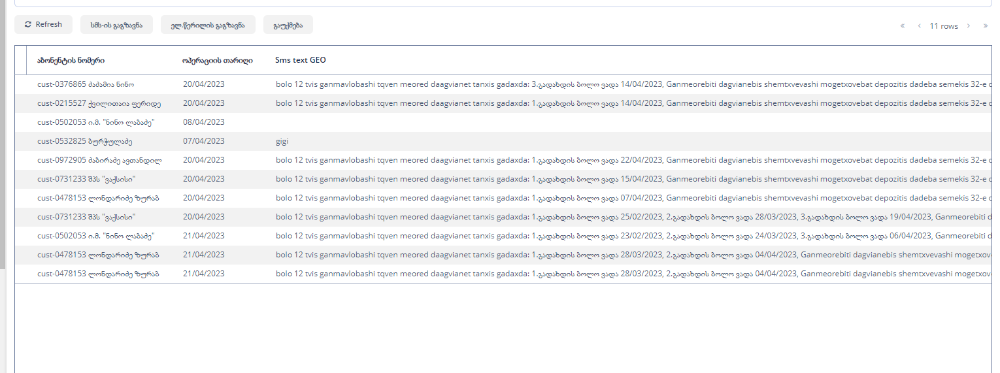 Refresh სმს-ის გაგზავნა ელ.წერილის გაგზავნა გაუქმება « ‹ 11 rows › »
აბონენტის ნომერი ოპერაციის თარიღი Sms text GEO
cust-0376865 მამამია ნინო 20/04/2023 bolo 12 tvis ganmavlobashi tqven meored daagvianet tanxis gadaxda: 3.გადახდის ბოლო ვადა 14/04/2023, Ganmeorebiti dagvianebis shemtxvevashi mogetxovebat depozitis dadeba semekis 32-e
cust-0215527 ქვილითაია ფერიდე 20/04/2023 bolo 12 tvis ganmavlobashi tqven meored daagvianet tanxis gadaxda: 1.გადახდის ბოლო ვადა 14/04/2023, Ganmeorebiti dagvianebis shemtxvevashi mogetxovebat depozitis dadeba semekis 32-e
cust-0502053 ი.მ. "ნინო ლაბაძე" 08/04/2023
cust-0532825 ბურჭულაძე 07/04/2023 gigi
cust-0972905 მაბირაძე ავთანდილ 20/04/2023 bolo 12 tvis ganmavlobashi tqven meored daagvianet tanxis gadaxda: 1.გადახდის ბოლო ვადა 22/04/2023, Ganmeorebiti dagvianebis shemtxvevashi mogetxovebat depozitis dadeba semekis 32-e
cust-0731233 შპს "ვაქსისი" 20/04/2023 bolo 12 tvis ganmavlobashi tqven meored daagvianet tanxis gadaxda: 1.გადახდის ბოლო ვადა 15/04/2023, Ganmeorebiti dagvianebis shemtxvevashi mogetxovebat depozitis dadeba semekis 32-e
cust-0478153 ლონდარიძე ზურაბ 20/04/2023 bolo 12 tvis ganmavlobashi tqven meored daagvianet tanxis gadaxda: 1.გადახდის ბოლო ვადა 07/04/2023, Ganmeorebiti dagvianebis shemtxvevashi mogetxovebat depozitis dadeba semekis 32-e
cust-0731233 შპს "ვაქსისი" 20/04/2023 bolo 12 tvis ganmavlobashi tqven meored daagvianet tanxis gadaxda: 1.გადახდის ბოლო ვადა 25/02/2023, 2.გადახდის ბოლო ვადა 28/03/2023, 3.გადახდის ბოლო ვადა 19/04/2023, Ganmeorebiti
cust-0502053 ი.მ. "ნინო ლაბაძე" 21/04/2023 bolo 12 tvis ganmavlobashi tqven meored daagvianet tanxis gadaxda: 1.გადახდის ბოლო ვადა 23/02/2023, 2.გადახდის ბოლო ვადა 24/03/2023, 3.გადახდის ბოლო ვადა 06/04/2023, Ganmeorebiti
cust-0478153 ლონდარიძე ზურაბ 21/04/2023 bolo 12 tvis ganmavlobashi tqven meored daagvianet tanxis gadaxda: 1.გადახდის ბოლო ვადა 28/03/2023, 2.გადახდის ბოლო ვადა 04/04/2023, Ganmeorebiti dagvianebis shemtxvevashi
cust-0478153 ლონდარიძე ზურაბ 21/04/2023 bolo 12 tvis ganmavlobashi tqven meored daagvianet tanxis gadaxda: 1.გადახდის ბოლო ვადა 28/03/2023, 2.გადახდის ბოლო ვადა 04/04/2023, Ganmeorebiti dagvianebis shemtxvevashi